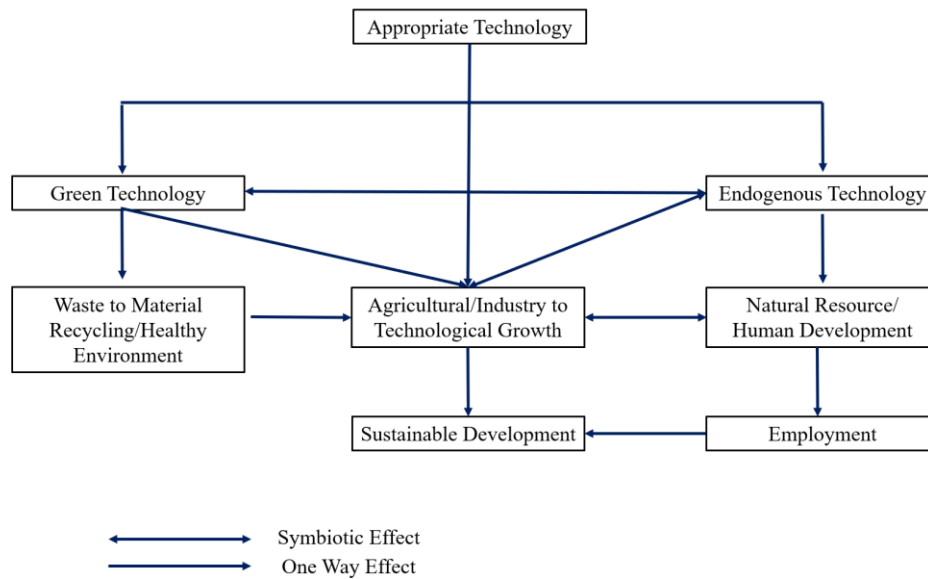 Appropriate Technology
Green Technology
Endogenous Technology
Waste to Material
Recycling/Healthy
Environment
Agricultural/Industry to
Technological Growth
Natural Resource/
Human Development
Sustainable Development
Employment
Symbiotic Effect
One Way Effect